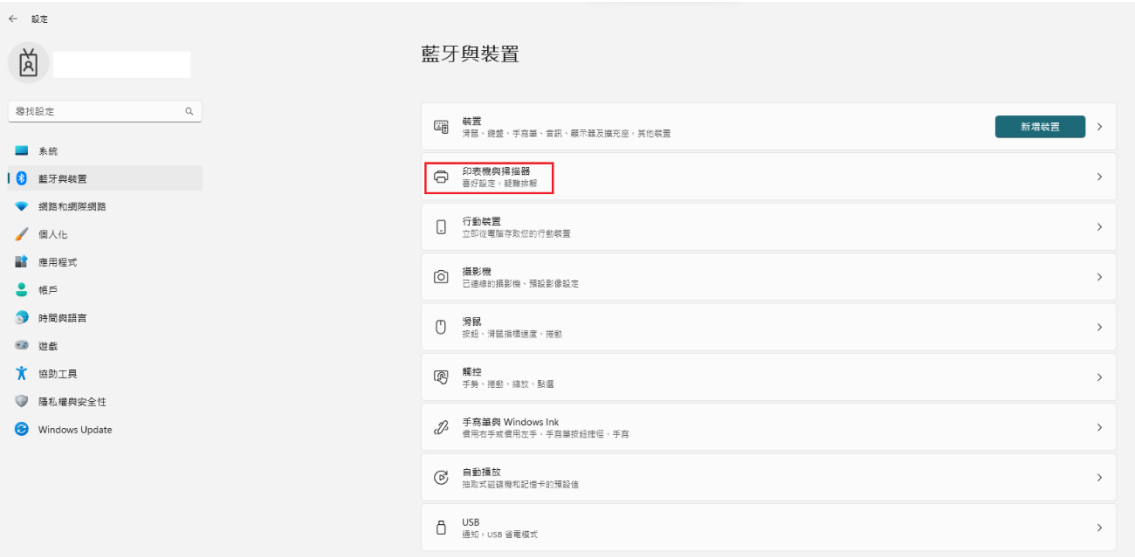 設定
藍牙與裝置
尋找設定
系統
藍牙與裝置
網路和網際網路
個人化
應用程式
帳戶
時間與語言
遊戲
協助工具
隱私權與安全性
Windows Update
裝置
滑鼠、鍵盤、手寫筆、音訊、顯示器及擴充座、其他裝置
新增裝置
印表機與掃描器
喜好設定、疑難排解
行動裝置
立即從電腦存取您的行動裝置
攝影機
已連線的攝影機、預設影像設定
滑鼠
按鈕、滑鼠指標速度、捲動
觸控
手勢、捲動、縮放、點選
手寫筆與 Windows Ink
慣用右手或慣用左手、手寫筆按鈕捷徑、手寫
自動播放
抽取式磁碟機和記憶卡的預設值
USB
通知、USB 省電模式